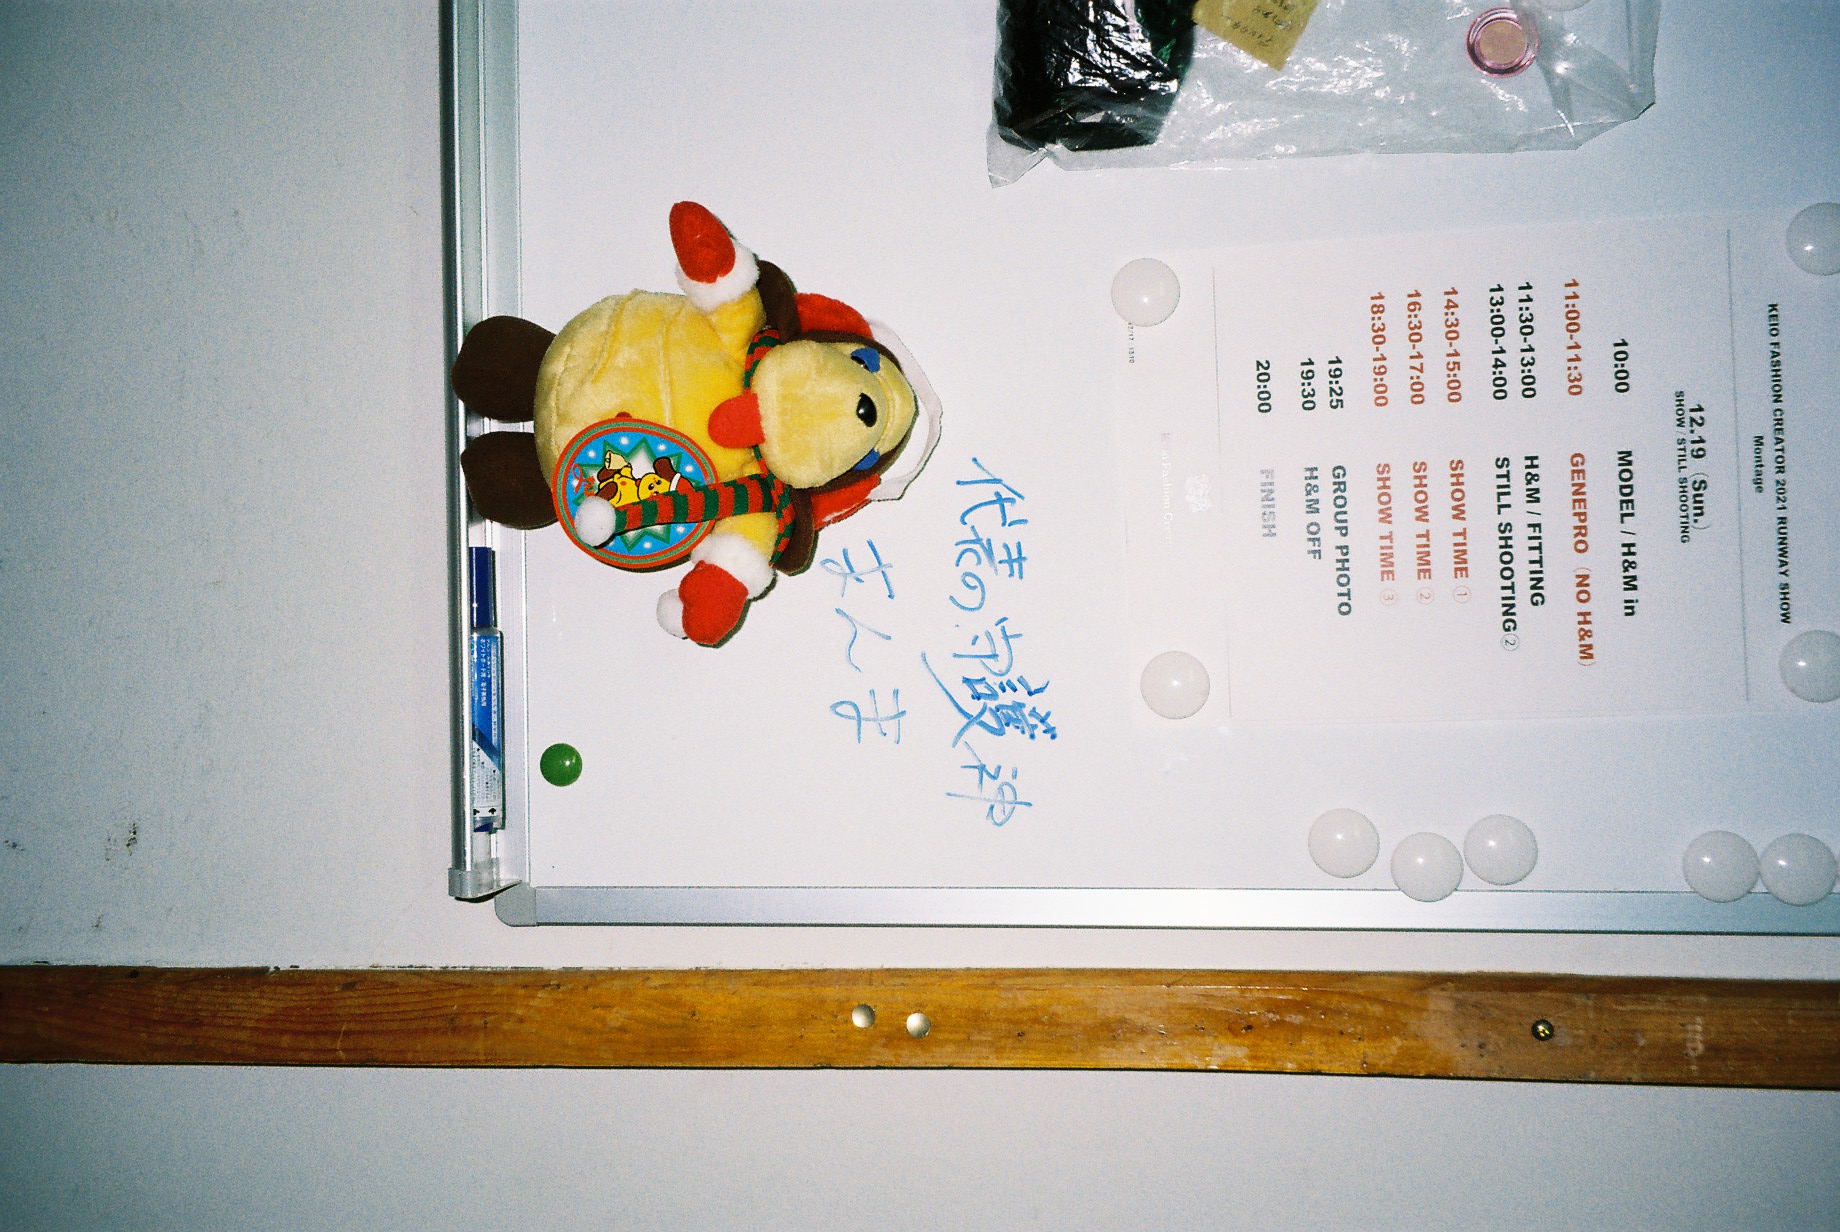 KEIO FASHION CREATOR 2021 RUNWAY SHOW
Montage
12.19 (Sun.)
SHOW / STILL SHOOTING
10:00 MODEL / H&M in
11:00-11:30 GENEPRO (NO H&M)
11:30-13:00 H&M / FITTING
13:00-14:00 STILL SHOOTING②
14:30-15:00 SHOW TIME ①
16:30-17:00 SHOW TIME ②
18:30-19:00 SHOW TIME ③
19:25 GROUP PHOTO
19:30 H&M OFF
20:00 FINISH
Keio Fashion
代表の守護神
まんま